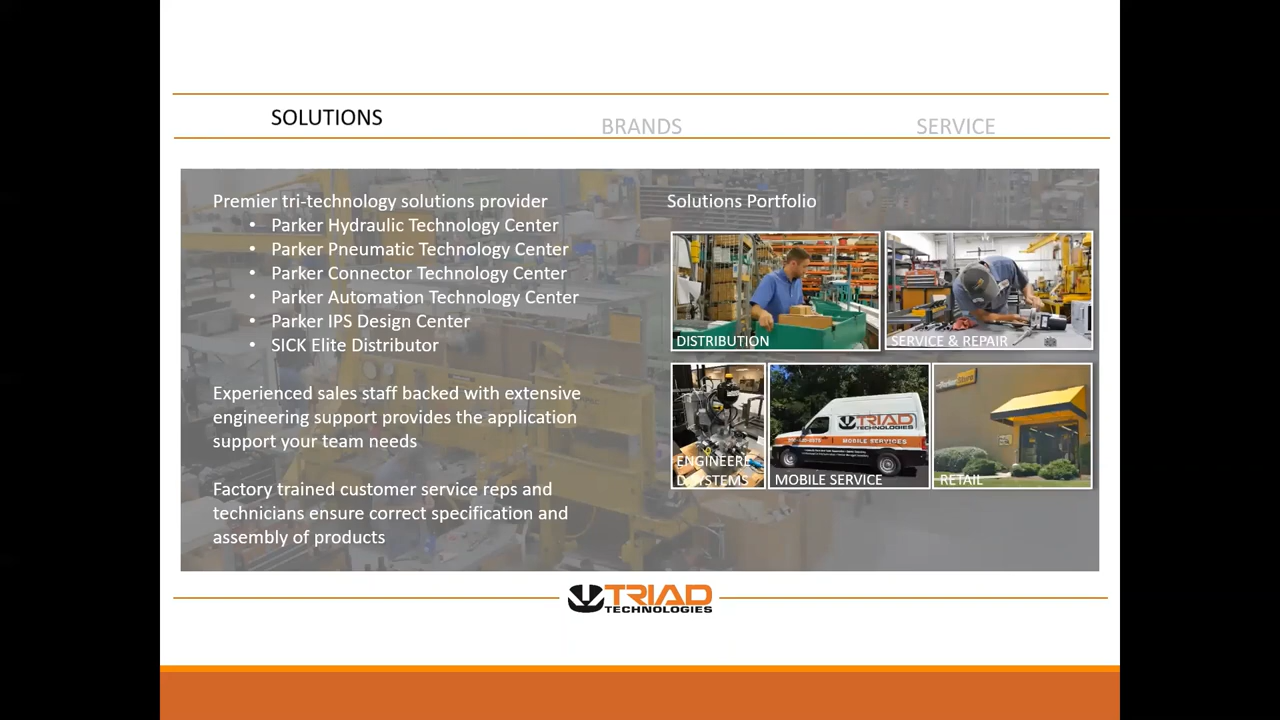 SOLUTIONS
BRANDS
SERVICE
Premier tri-technology solutions provider
• Parker Hydraulic Technology Center
• Parker Pneumatic Technology Center
• Parker Connector Technology Center
• Parker Automation Technology Center
• Parker IPS Design Center
• SICK Elite Distributor
Experienced sales staff backed with extensive
engineering support provides the application
support your team needs
Factory trained customer service reps and
technicians ensure correct specification and
assembly of products
Solutions Portfolio
DISTRIBUTION
SERVICE & REPAIR
ENGINEERE
D SYSTEMS
TRIAD
TECHNOLOGIES
MOBILE SERVICES
MOBILE SERVICE
RETAIL
TRIAD
TECHNOLOGIES